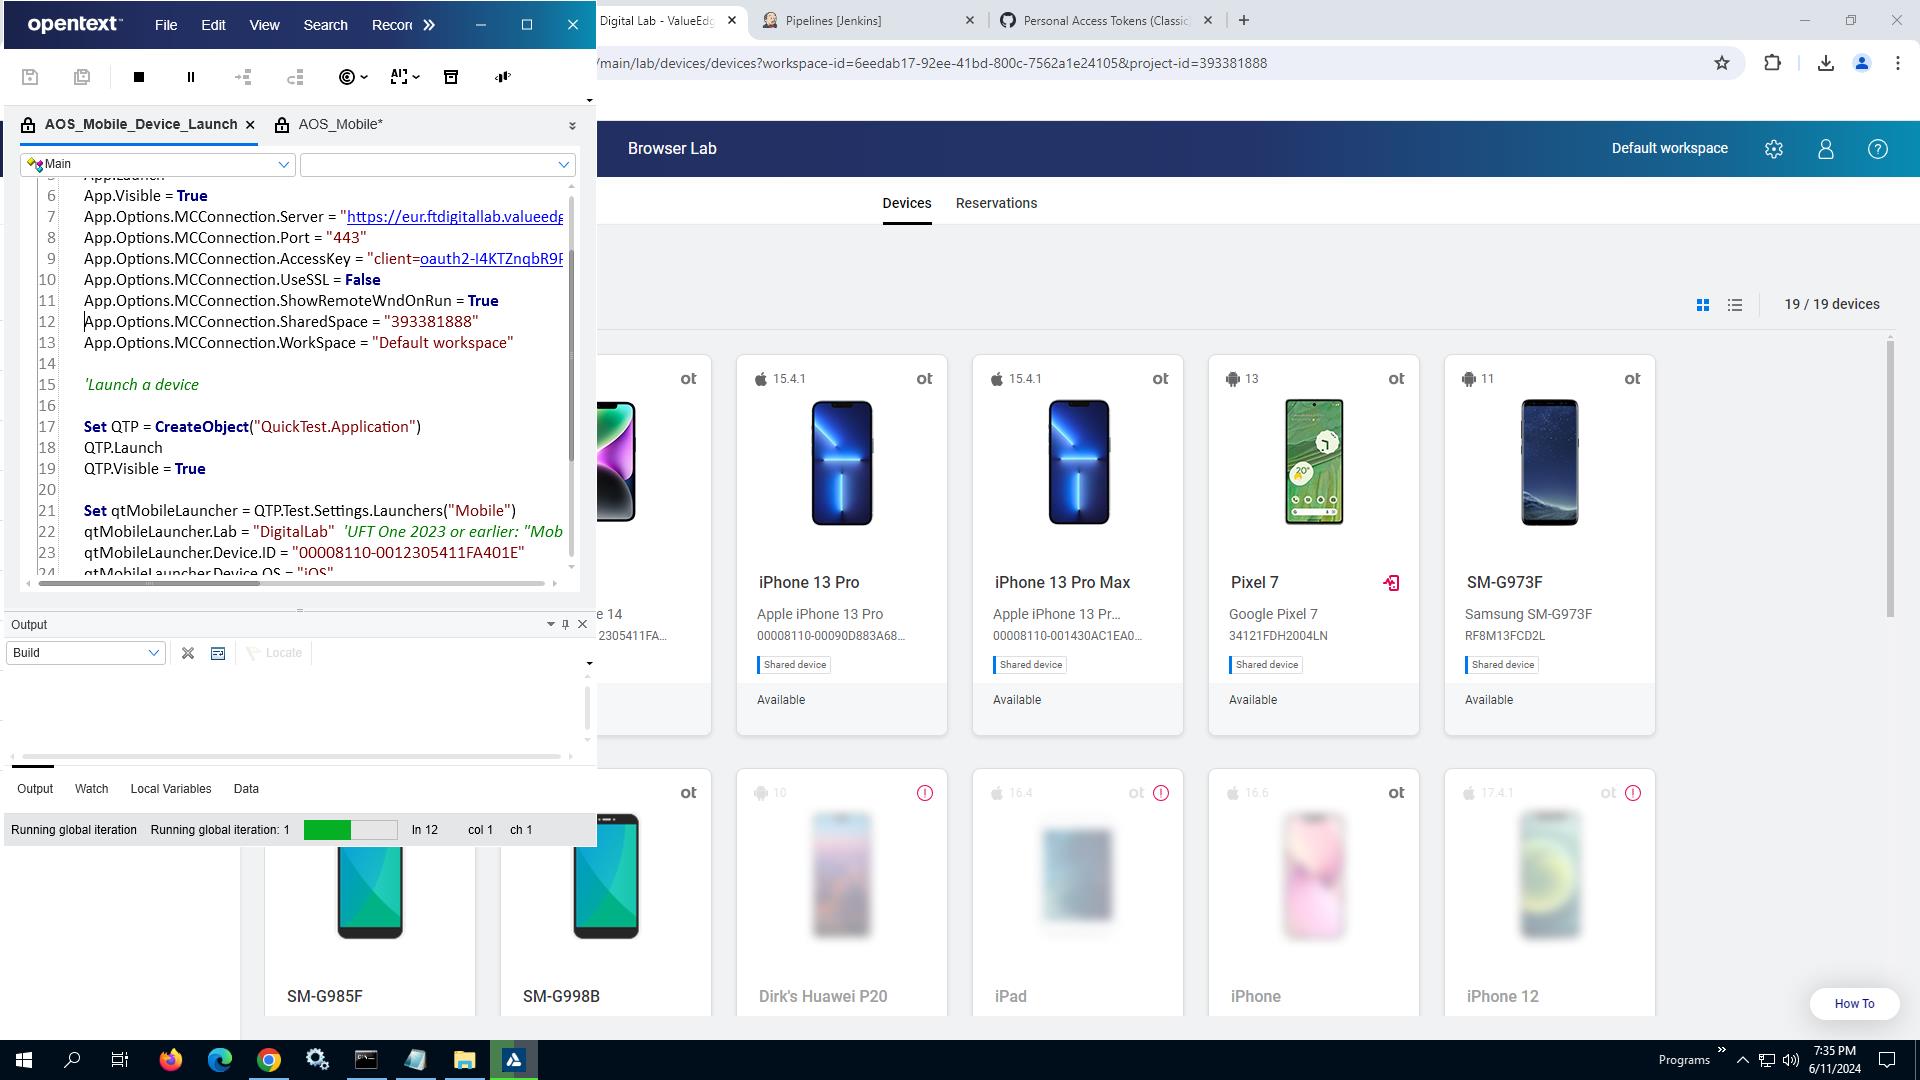 opentext™
File Edit View Search Recor
Digital Lab - ValueEdg
Pipelines [Jenkins]
Personal Access Tokens (Classic
/main/lab/devices/devices?workspace-id=6eedab17-92ee-41bd-800c-7562a1e24105&project-id=393381888
AOS_Mobile_Device_Launch
AOS_Mobile*
Main
6 App.Visible = True
7 App.Options.MCConnection.Server = "https://eur.ftdigitallab.valueedg
8 App.Options.MCConnection.Port = "443"
9 App.Options.MCConnection.AccessKey = "client=oauth2-I4KTZnqbR9F
10 App.Options.MCConnection.UseSSL = False
11 App.Options.MCConnection.ShowRemoteWndOnRun = True
12 App.Options.MCConnection.SharedSpace = "393381888"
13 App.Options.MCConnection.WorkSpace = "Default workspace"
14
15 'Launch a device
16
17 Set QTP = CreateObject("QuickTest.Application")
18 QTP.Launch
19 QTP.Visible = True
20
21 Set qtMobileLauncher = QTP.Test.Settings.Launchers("Mobile")
22 qtMobileLauncher.Lab = "DigitalLab" 'UFT One 2023 or earlier: "Mob
23 qtMobileLauncher.Device.ID = "00008110-0012305411FA401E"
24 qtMobileLauncher.Device.OS = "iOS"
Output
Build
Locate
Output Watch Local Variables Data
Running global iteration Running global iteration: 1 ln 12 col 1 ch 1
Browser Lab
Default workspace
Devices Reservations
19 / 19 devices
ot
e 14
2305411FA...
15.4.1 ot
iPhone 13 Pro
Apple iPhone 13 Pro
00008110-00090D883A68...
Shared device
Available
15.4.1 ot
iPhone 13 Pro Max
Apple iPhone 13 Pr...
00008110-001430AC1EA0...
Shared device
Available
13 ot
20°
Pixel 7
Google Pixel 7
34121FDH2004LN
Shared device
Available
11 ot
SM-G973F
Samsung SM-G973F
RF8M13FCD2L
Shared device
Available
SM-G985F
ot
SM-G998B
10
Dirk's Huawei P20
16.4 ot
iPad
16.6 ot
iPhone
17.4.1 ot
iPhone 12
How To
Programs
7:35 PM
6/11/2024